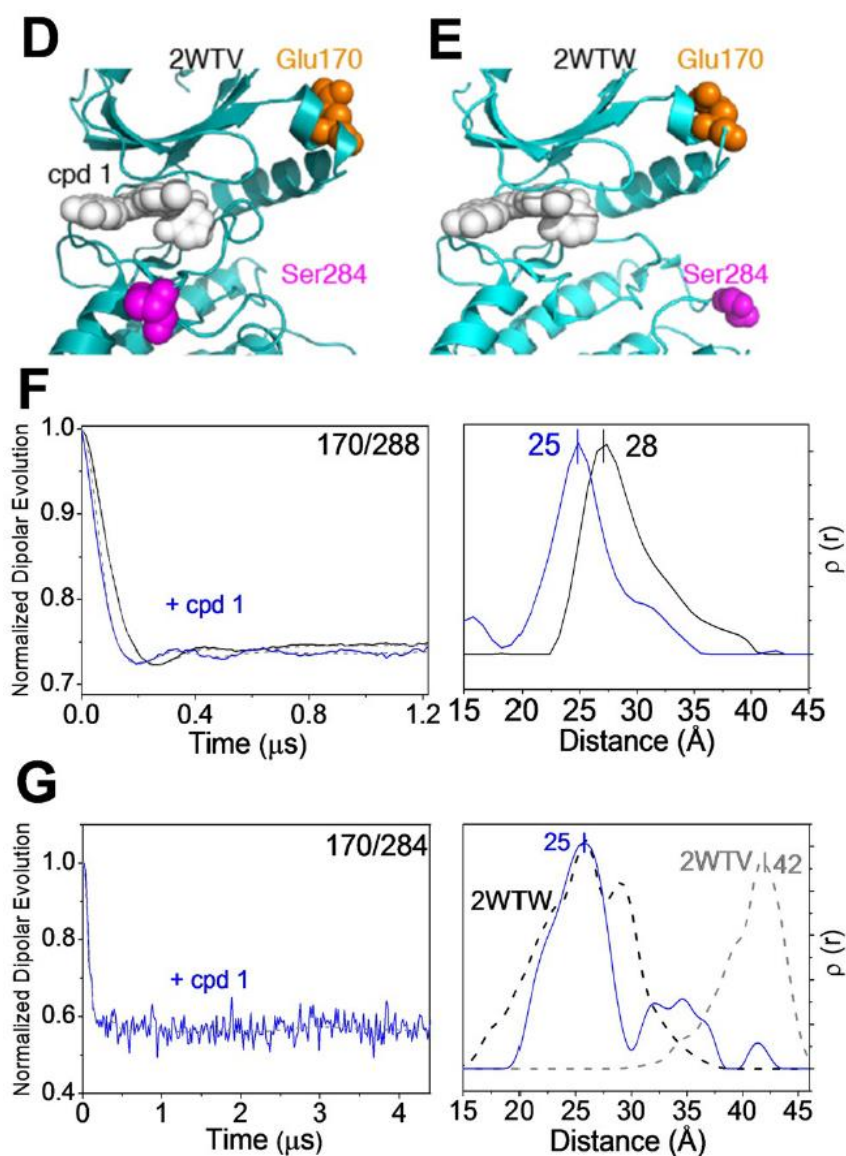 D
2WTV
Glu170
cpd 1
Ser284
E
2WTW
Glu170
Ser284
F
Normalized Dipolar Evolution
1.0
0.9
0.8
0.7
170/288
+ cpd 1
0.0
0.4
0.8
1.2
Time (μs)
25
28
ρ (r)
15 20 25 30 35 40 45
Distance (Å)
G
Normalized Dipolar Evolution
1.0
0.8
0.6
0.4
170/284
+ cpd 1
0 1 2 3 4
Time (μs)
25
2WTV 42
2WTW
ρ (r)
15 20 25 30 35 40 45
Distance (Å)